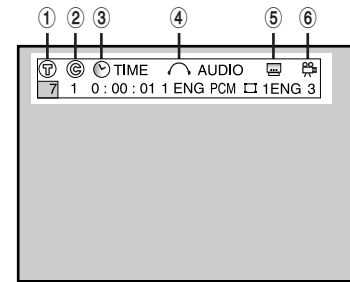 ① ② ③ ④ ⑤ ⑥
Ⓣ Ⓒ TIME AUDIO
7 1 0 : 00 : 01 1 ENG PCM 1ENG 3